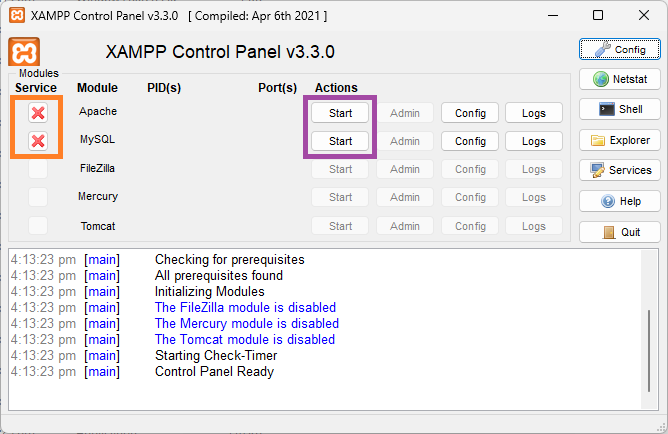 XAMPP Control Panel v3.3.0 [ Compiled: Apr 6th 2021 ]
XAMPP Control Panel v3.3.0
Config
Modules
Service Module PID(s) Port(s) Actions
Netstat
Apache Start Admin Config Logs
Shell
MySQL Start Admin Config Logs
Explorer
FileZilla Start Admin Config Logs
Services
Mercury Start Admin Config Logs
Help
Tomcat Start Admin Config Logs
Quit
4:13:23 pm [main] Checking for prerequisites
4:13:23 pm [main] All prerequisites found
4:13:23 pm [main] Initializing Modules
4:13:23 pm [main] The FileZilla module is disabled
4:13:23 pm [main] The Mercury module is disabled
4:13:23 pm [main] The Tomcat module is disabled
4:13:23 pm [main] Starting Check-Timer
4:13:23 pm [main] Control Panel Ready